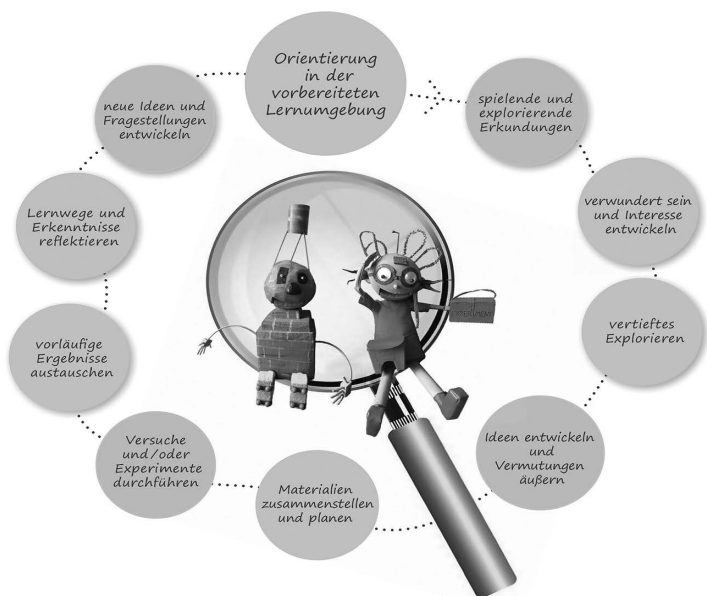 Orientierung
in der
vorbereiteten
Lernumgebung
spielende und
explorierende
Erkundungen
verwundert sein
und Interesse
entwickeln
vertieftes
Explorieren
Ideen entwickeln
und
Vermutungen
äußern
Materialien
zusammenstellen
und planen
Versuche
und/oder
Experimente
durchführen
vorläufige
Ergebnisse
austauschen
Lernwege und
Erkenntnisse
reflektieren
neue Ideen und
Fragestellungen
entwickeln